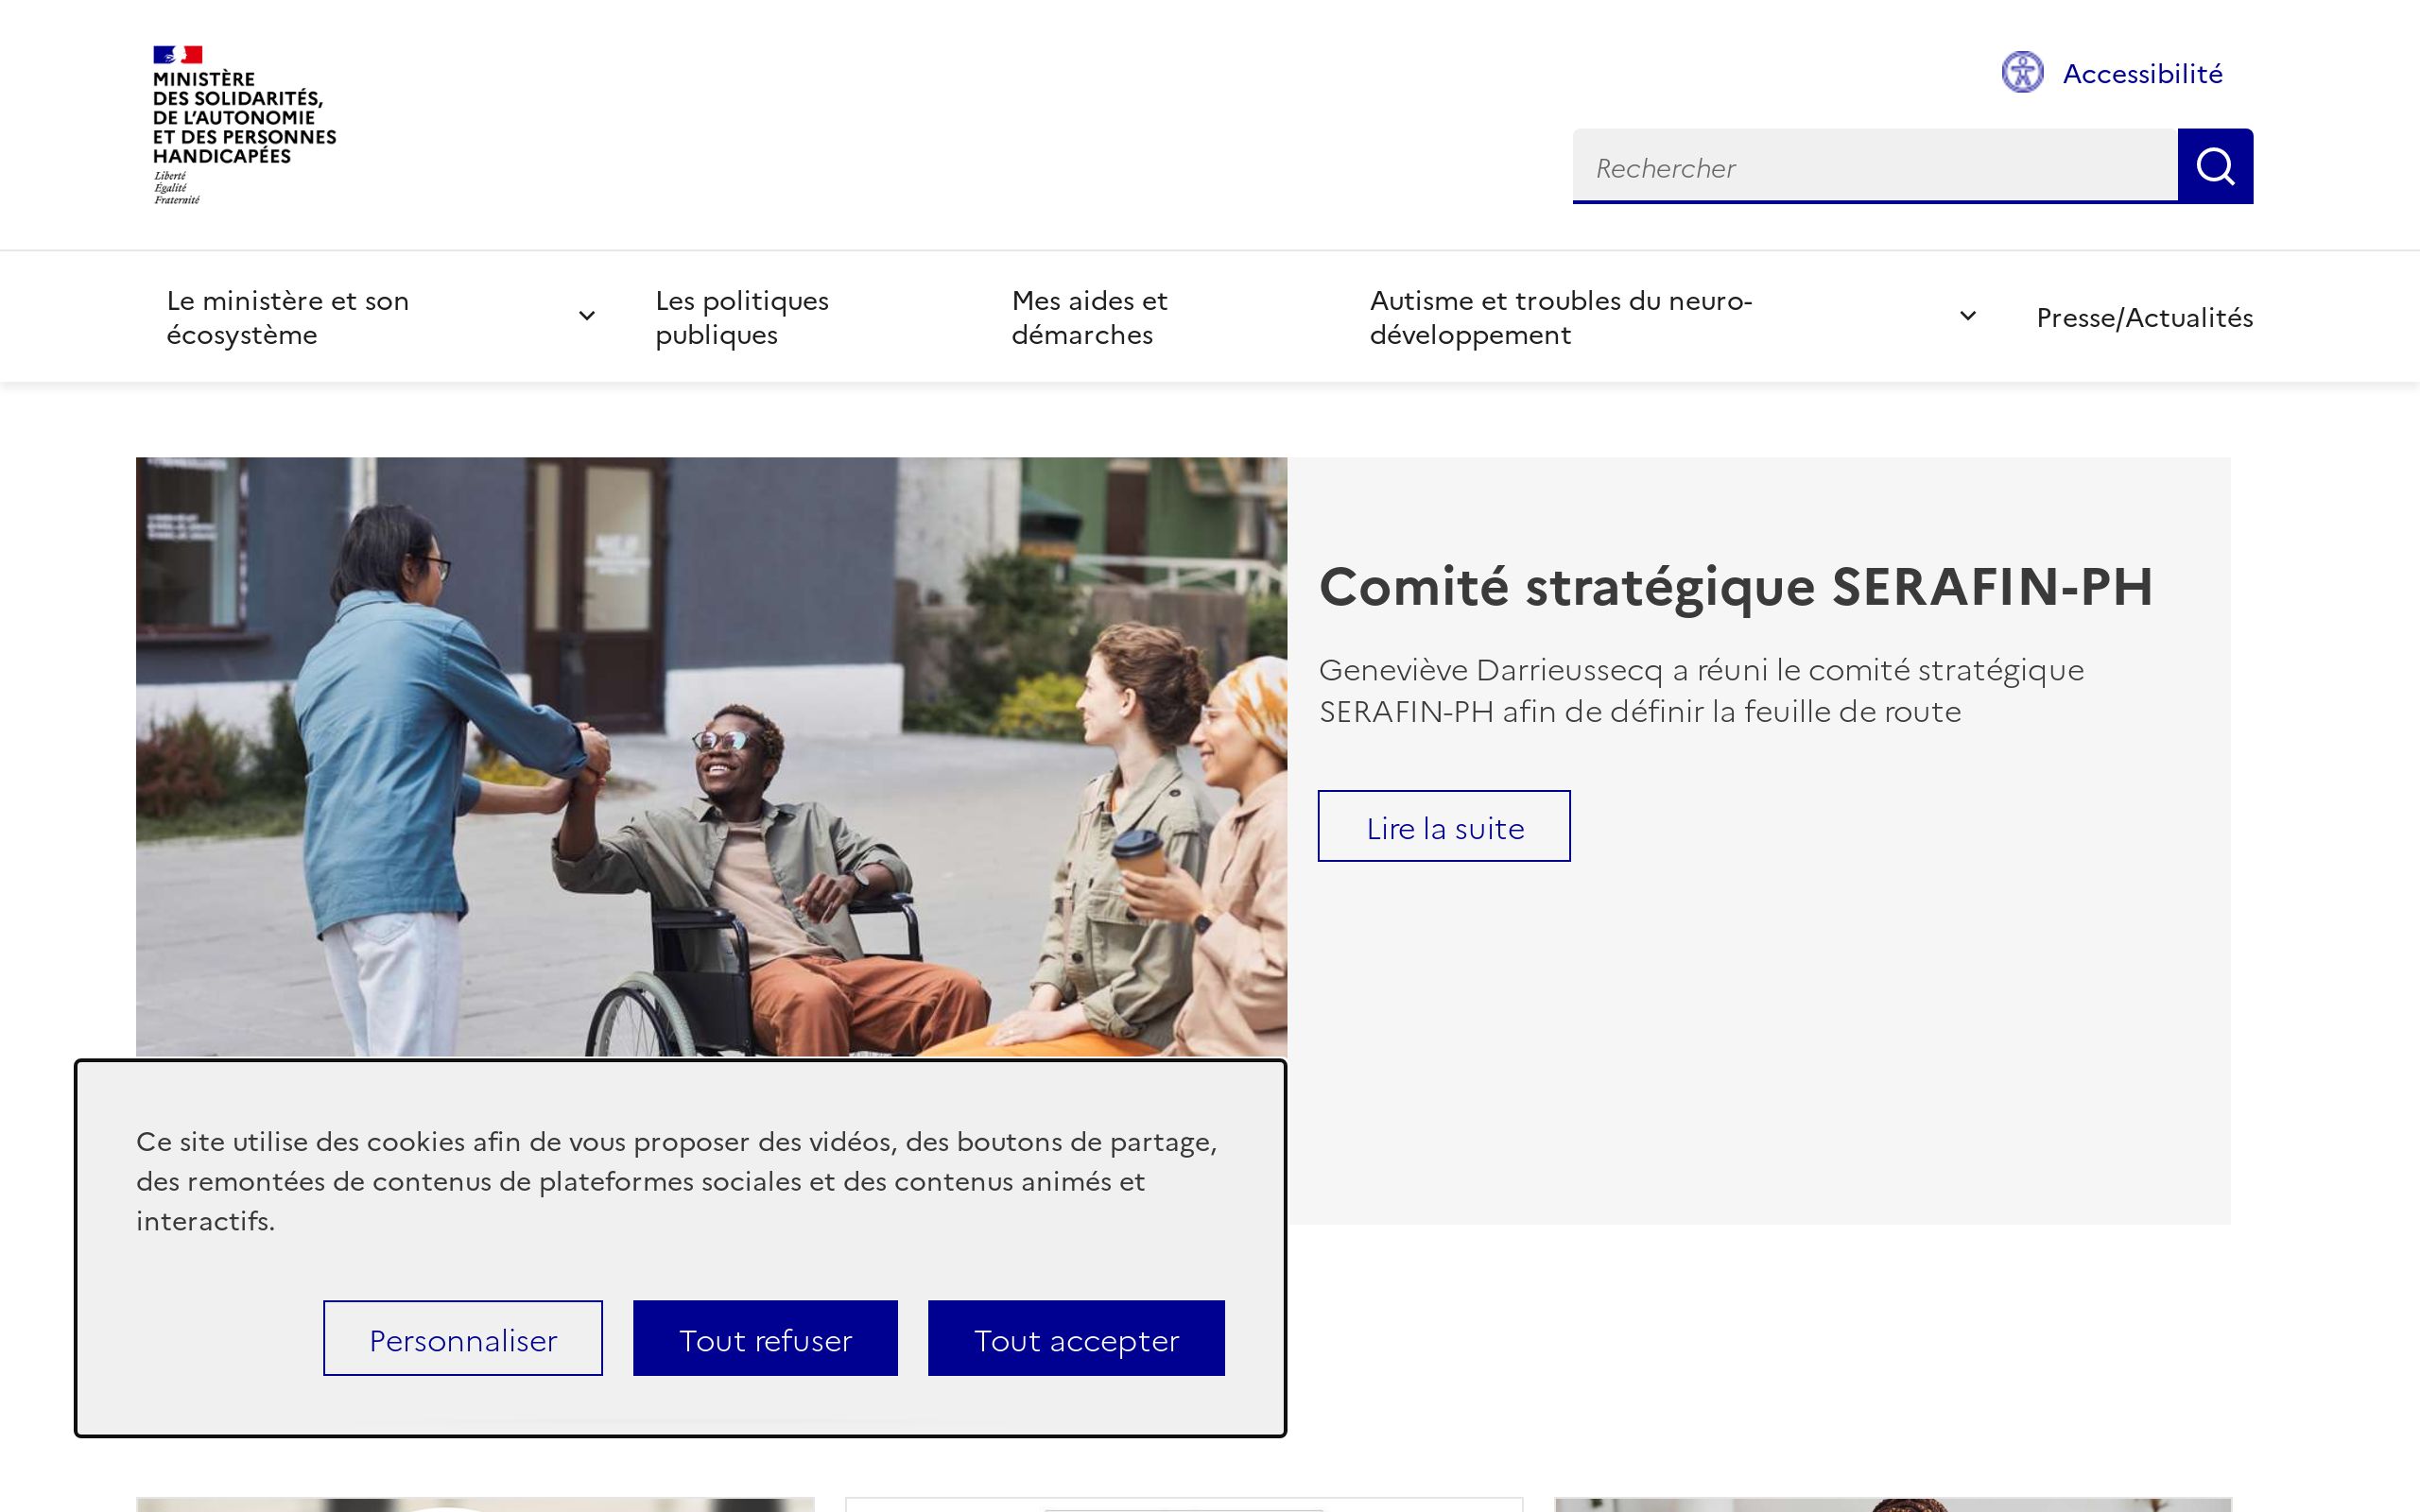 MINISTÈRE
DES SOLIDARITÉS,
DE L'AUTONOMIE
ET DES PERSONNES
HANDICAPÉES
Liberté
Égalité
Fraternité
Accessibilité
Rechercher
Le ministère et son
écosystème
Les politiques
publiques
Mes aides et
démarches
Autisme et troubles du neuro-
développement
Presse/Actualités
Comité stratégique SERAFIN-PH
Geneviève Darrieussecq a réuni le comité stratégique
SERAFIN-PH afin de définir la feuille de route
Lire la suite
Ce site utilise des cookies afin de vous proposer des vidéos, des boutons de partage,
des remontées de contenus de plateformes sociales et des contenus animés et
interactifs.
Personnaliser
Tout refuser
Tout accepter